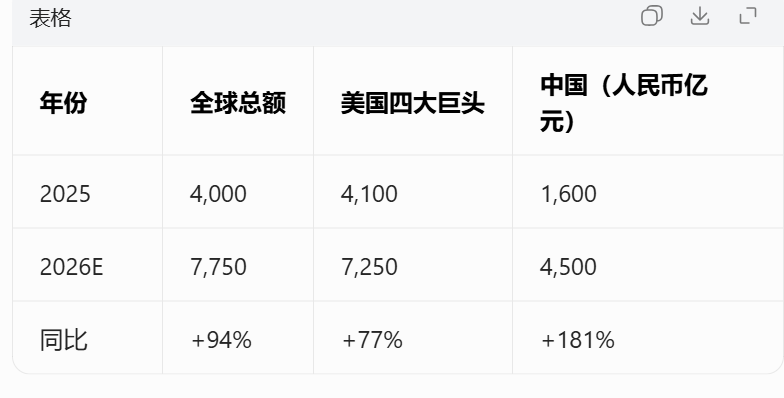 表格
年份 全球总额 美国四大巨头 中国（人民币亿
元）
2025 4,000 4,100 1,600
2026E 7,750 7,250 4,500
同比 +94% +77% +181%